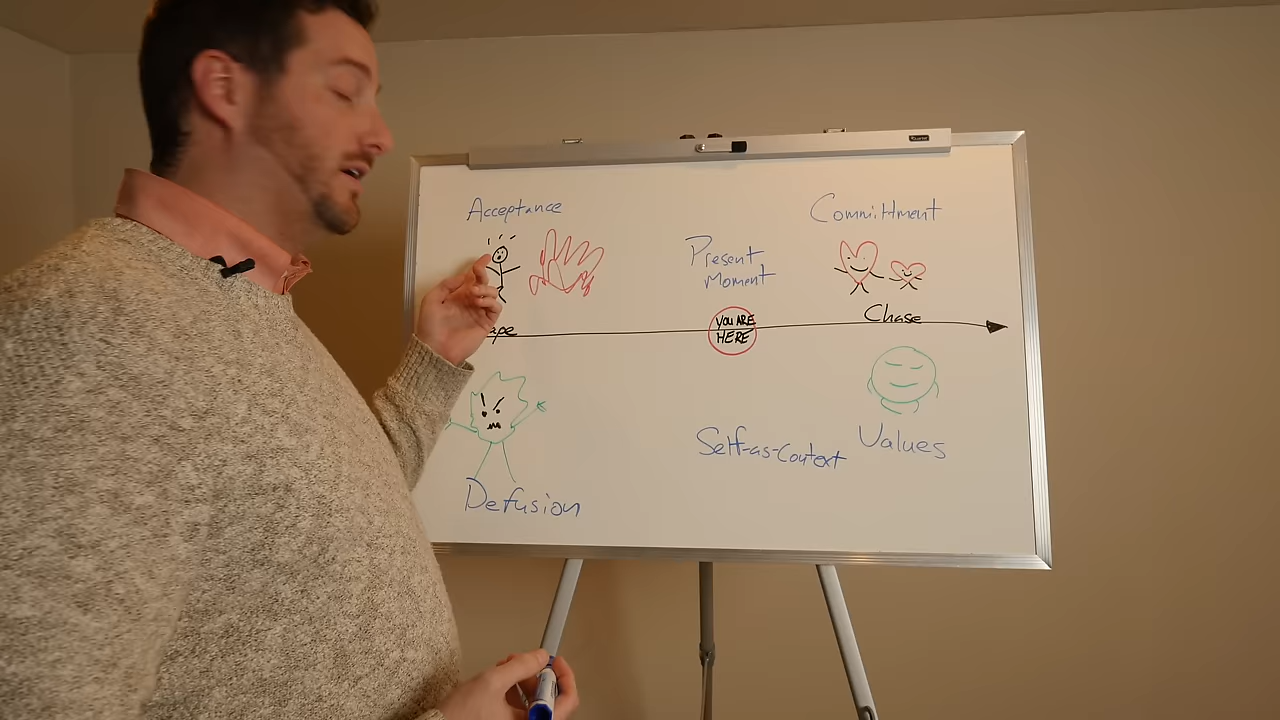 Acceptance
Commitment
Present
Moment
Chase
YOU ARE
HERE
Self-as-Context
Values
Defusion